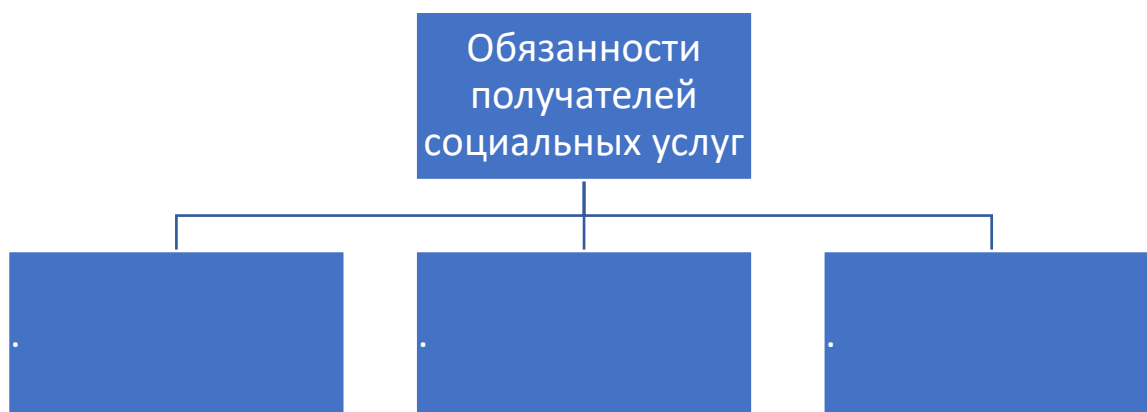 Обязанности
получателей
социальных услуг
.
.
.